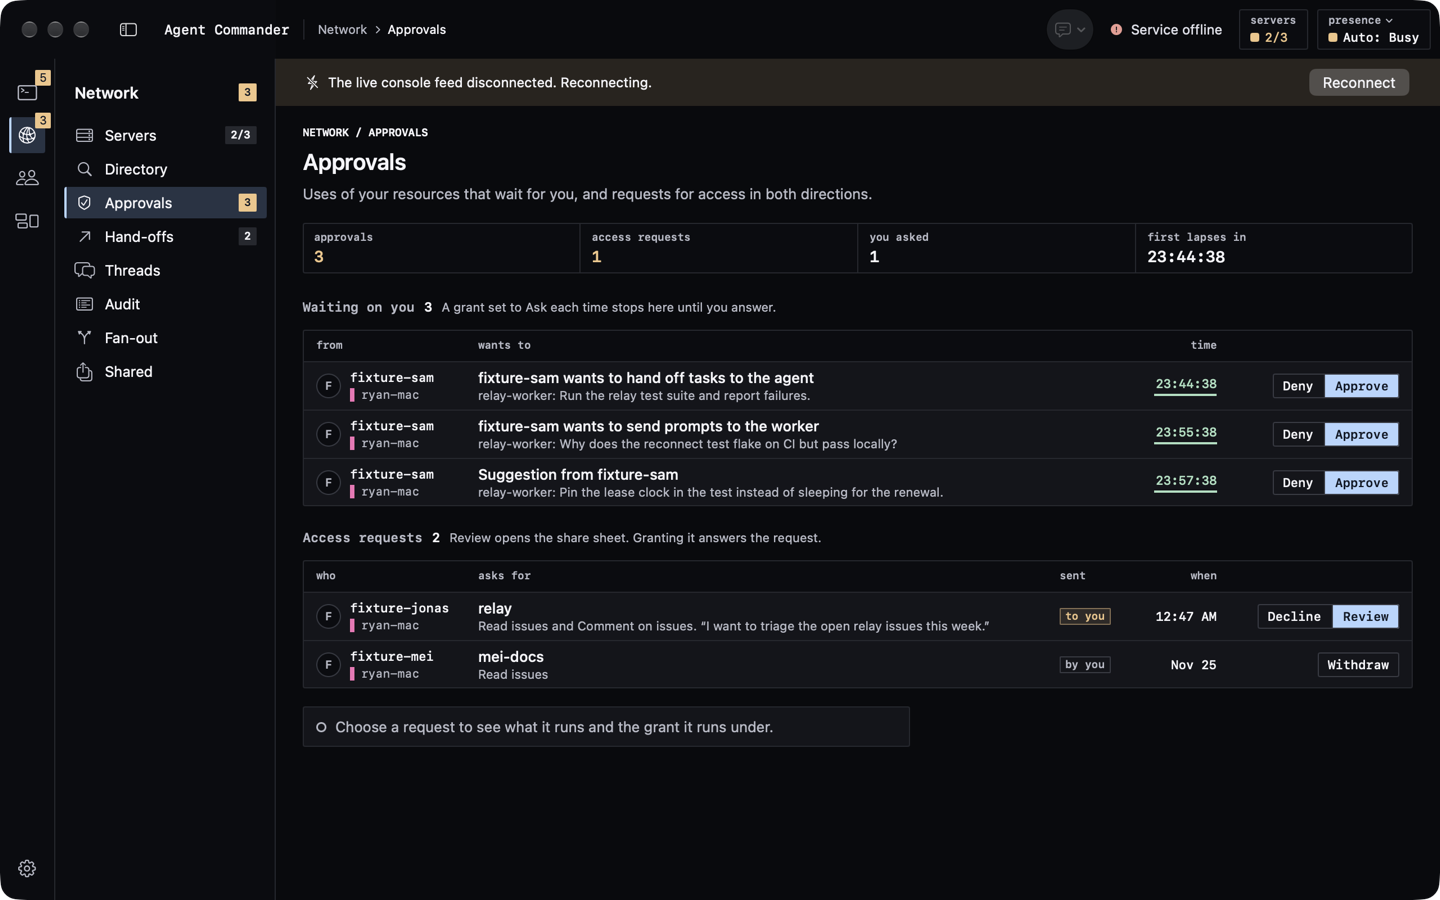 Agent Commander
Network > Approvals
Service offline
servers
2/3
presence
Auto: Busy
5
3
Network 3
Servers 2/3
Directory
Approvals 3
Hand-offs 2
Threads
Audit
Fan-out
Shared
The live console feed disconnected. Reconnecting.
Reconnect
NETWORK / APPROVALS
Approvals
Uses of your resources that wait for you, and requests for access in both directions.
approvals
3
access requests
1
you asked
1
first lapses in
23:44:38
Waiting on you 3 A grant set to Ask each time stops here until you answer.
from wants to time
F
fixture-sam
ryan-mac
fixture-sam wants to hand off tasks to the agent
relay-worker: Run the relay test suite and report failures.
23:44:38
Deny Approve
F
fixture-sam
ryan-mac
fixture-sam wants to send prompts to the worker
relay-worker: Why does the reconnect test flake on CI but pass locally?
23:55:38
Deny Approve
F
fixture-sam
ryan-mac
Suggestion from fixture-sam
relay-worker: Pin the lease clock in the test instead of sleeping for the renewal.
23:57:38
Deny Approve
Access requests 2 Review opens the share sheet. Granting it answers the request.
who asks for sent when
F
fixture-jonas
ryan-mac
relay
Read issues and Comment on issues. “I want to triage the open relay issues this week.”
to you
12:47 AM
Decline Review
F
fixture-mei
ryan-mac
mei-docs
Read issues
by you
Nov 25
Withdraw
Choose a request to see what it runs and the grant it runs under.